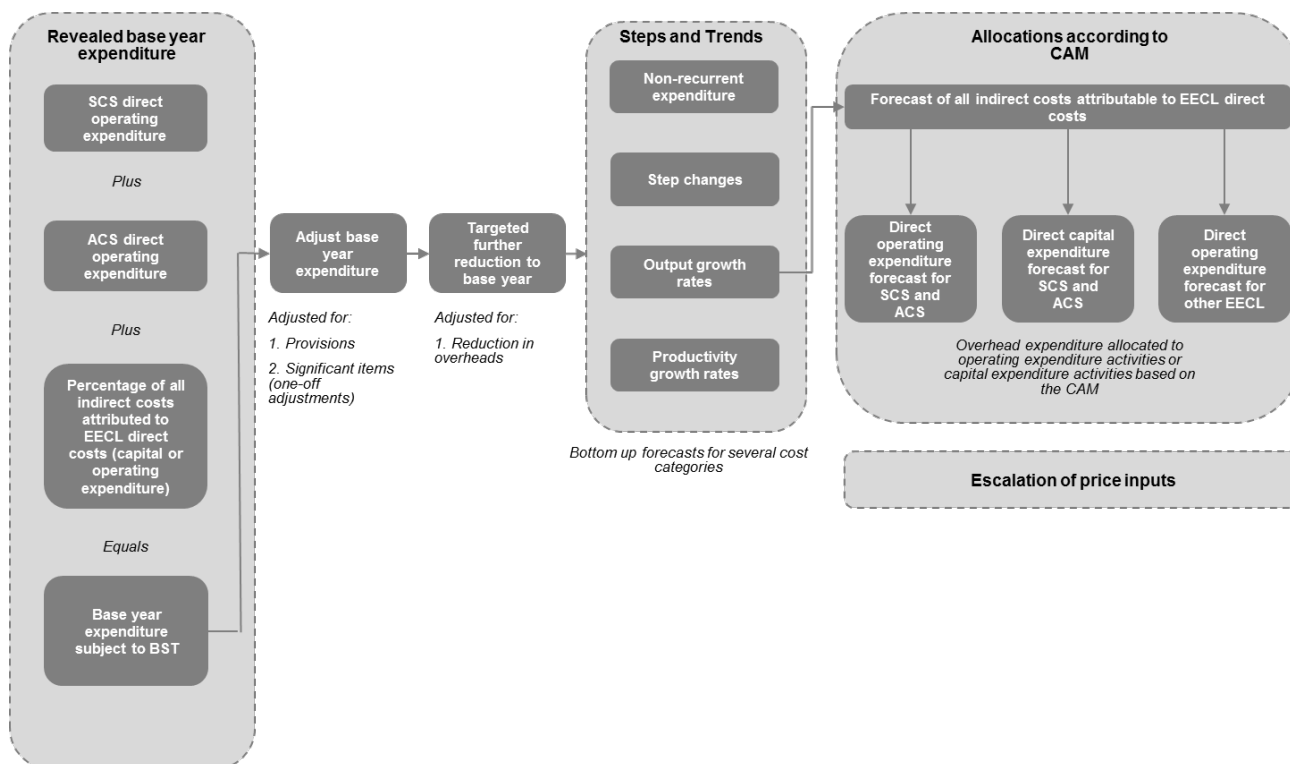 Revealed base year
expenditure
SCS direct
operating
expenditure
Plus
ACS direct
operating
expenditure
Plus
Percentage of all
indirect costs
attributed to
EECL direct
costs (capital or
operating
expenditure)
Equals
Base year
expenditure
subject to BST
Adjust base
year
expenditure
Adjusted for:
1. Provisions
2. Significant items
(one-off
adjustments)
Targeted
further
reduction to
base year
Adjusted for:
1. Reduction in
overheads
Steps and Trends
Non-recurrent
expenditure
Step changes
Output growth
rates
Productivity
growth rates
Bottom up forecasts for several cost
categories
Allocations according to
CAM
Forecast of all indirect costs attributable to EECL direct
costs
Direct
operating
expenditure
forecast for
SCS and
ACS
Direct capital
expenditure
forecast for
SCS and
ACS
Direct
operating
expenditure
forecast for
other EECL
Overhead expenditure allocated to
operating expenditure activities or
capital expenditure activities based on
the CAM
Escalation of price inputs